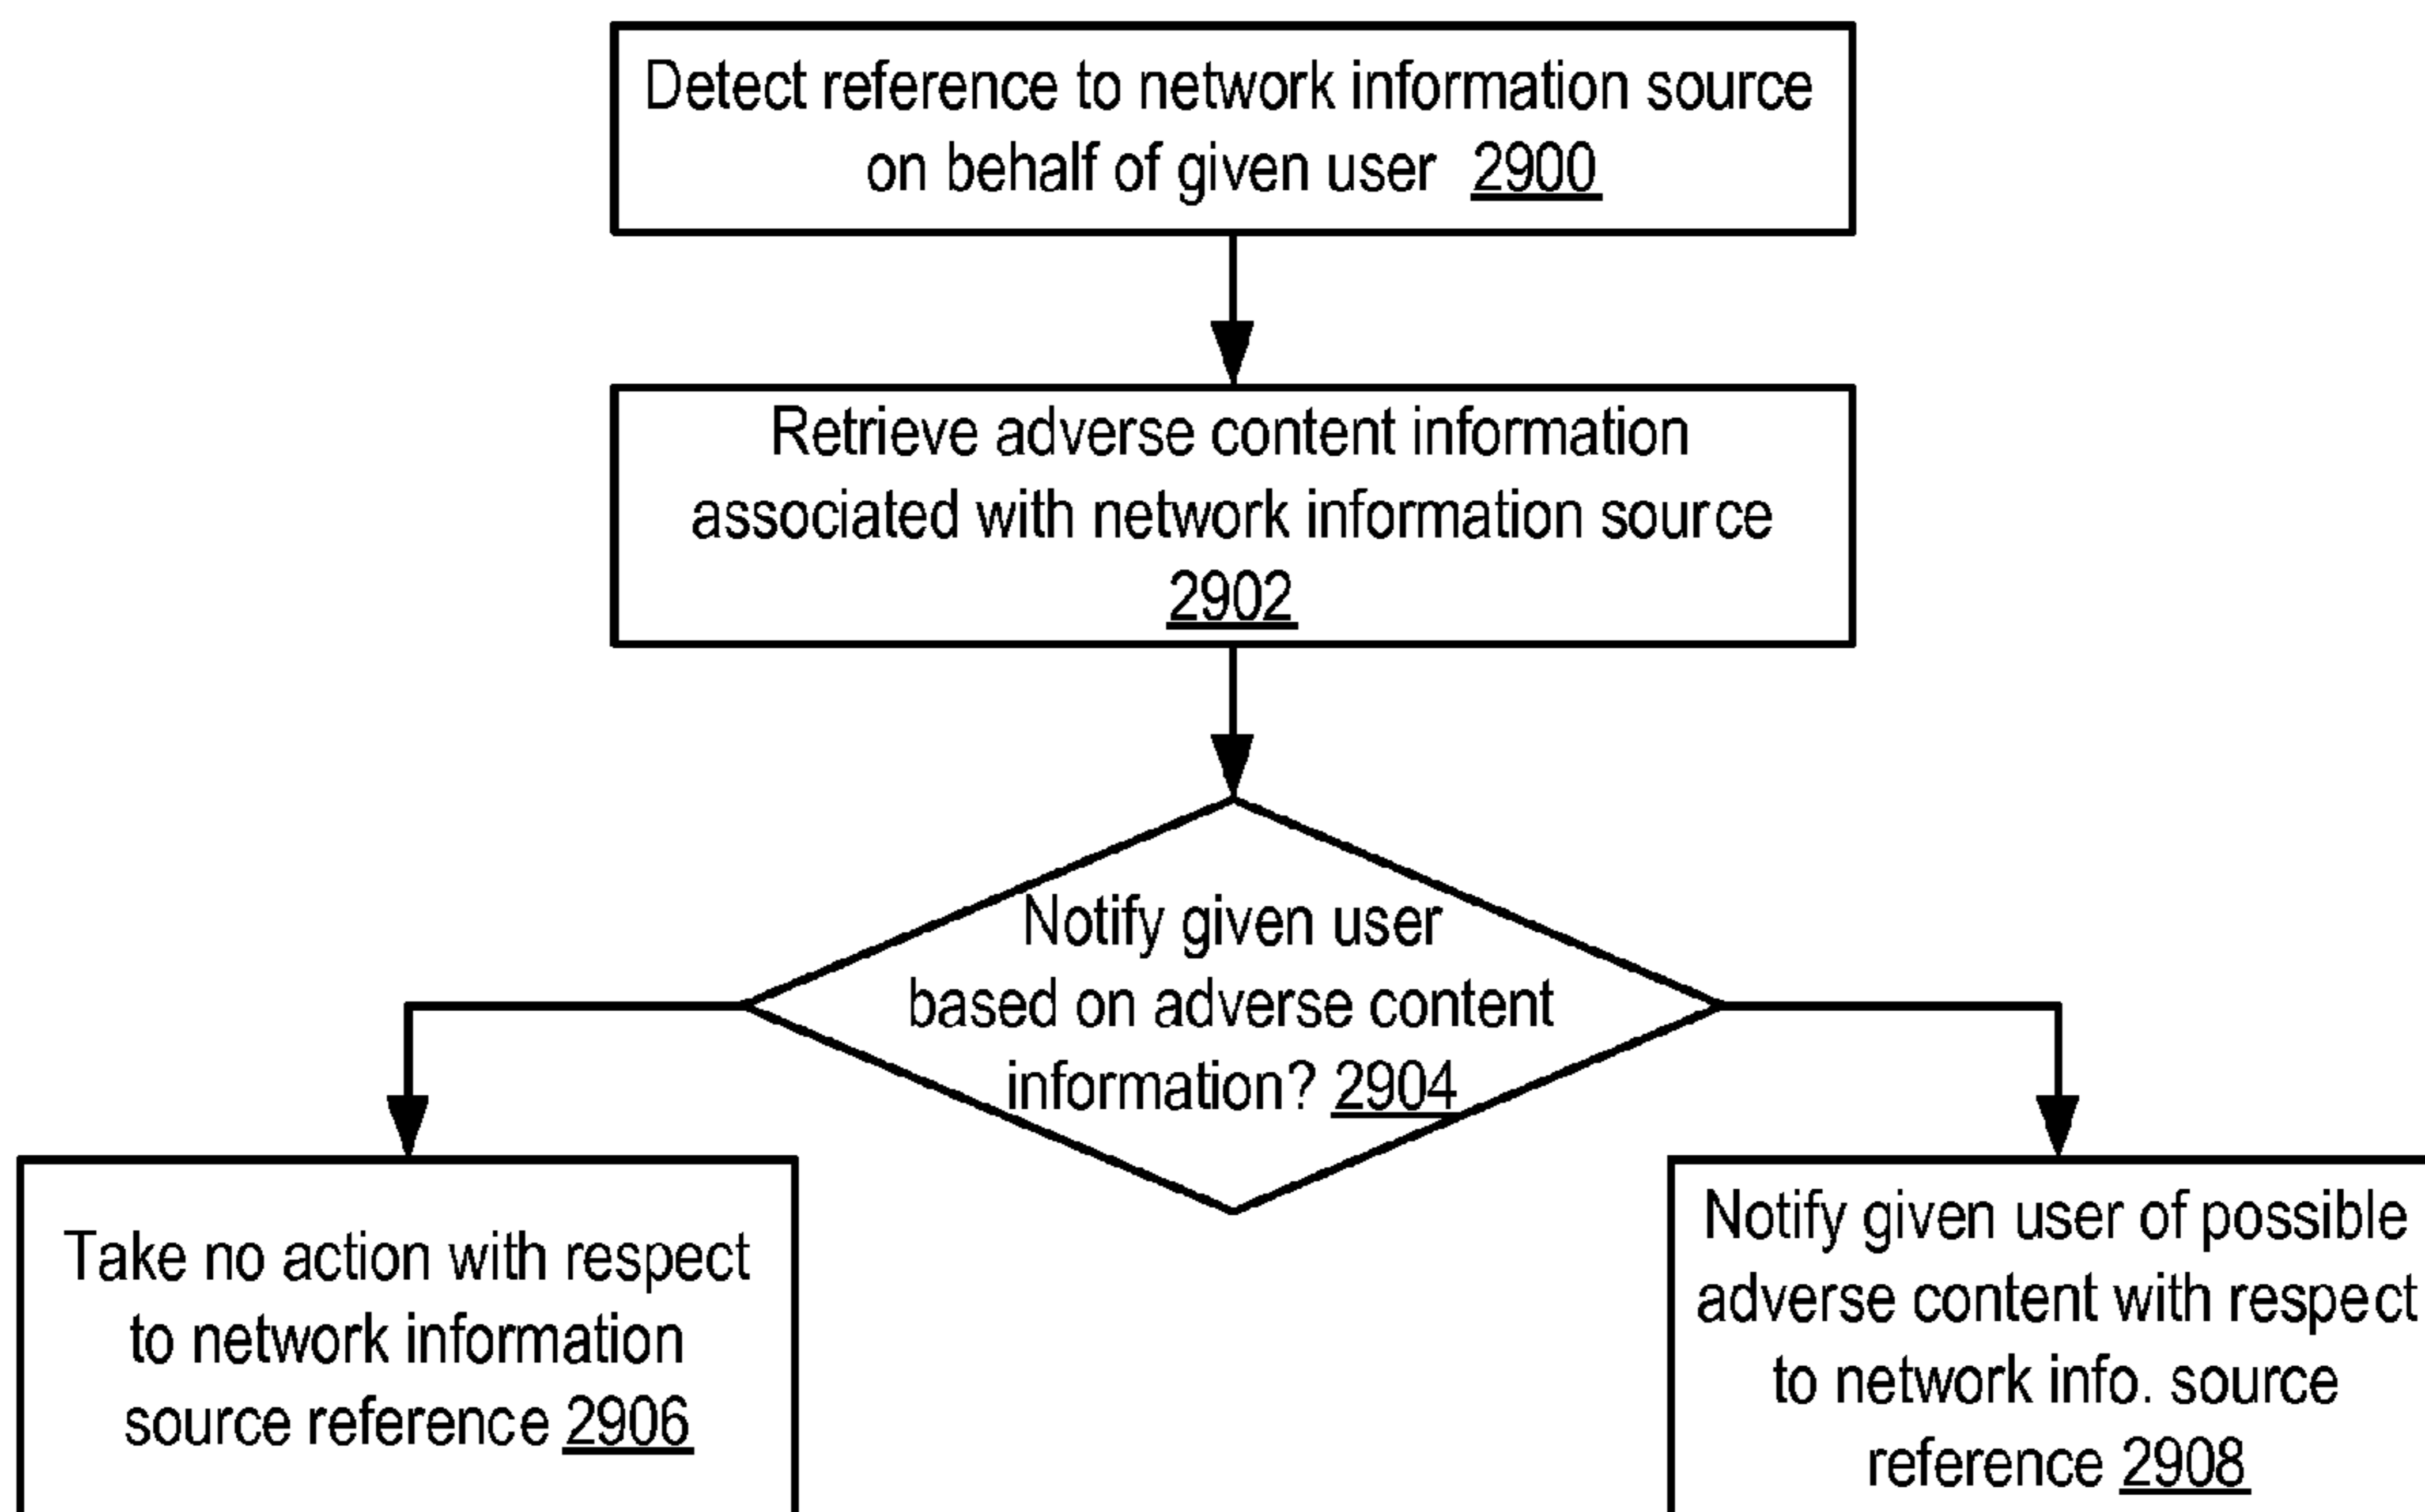 Detect reference to network information source
on behalf of given user 2900
Retrieve adverse content information
associated with network information source
2902
Notify given user
based on adverse content
information? 2904
Take no action with respect
to network information
source reference 2906
Notify given user of possible
adverse content with respect
to network info. source
reference 2908